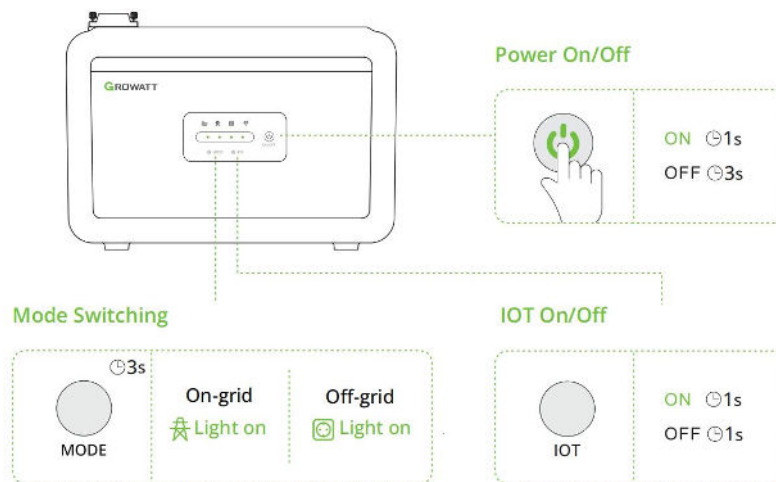 Power On/Off
GROWATT
ON 1s
OFF 3s
Mode Switching
IOT On/Off
3s
On-grid
Light on
Off-grid
Light on
MODE
ON 1s
OFF 1s
IOT